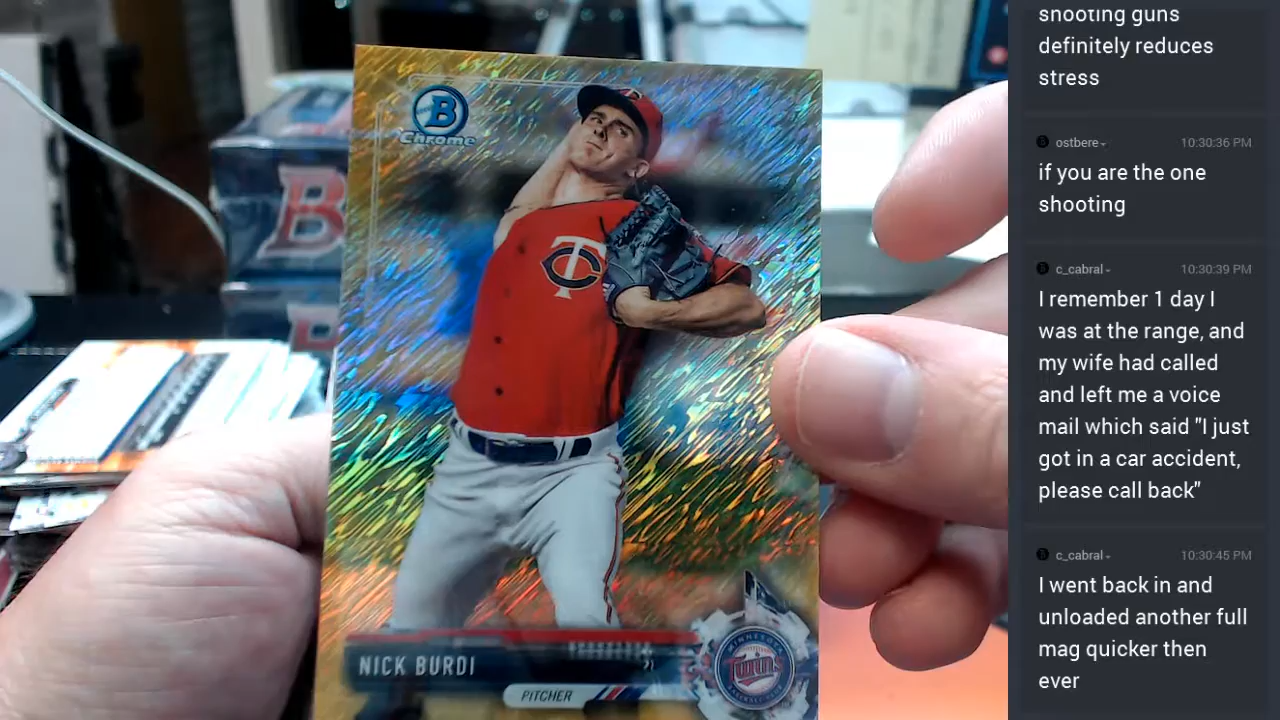 B
Chrome
T
C
B
B
NICK BURDI
PITCHER
MINNESOTA
Twins
BASEBALL CLUB
shooting guns
definitely reduces
stress
ostbere
10:30:36 PM
if you are the one
shooting
c_cabral
10:30:39 PM
I remember 1 day I
was at the range, and
my wife had called
and left me a voice
mail which said "I just
got in a car accident,
please call back"
c_cabral
10:30:45 PM
I went back in and
unloaded another full
mag quicker then
ever